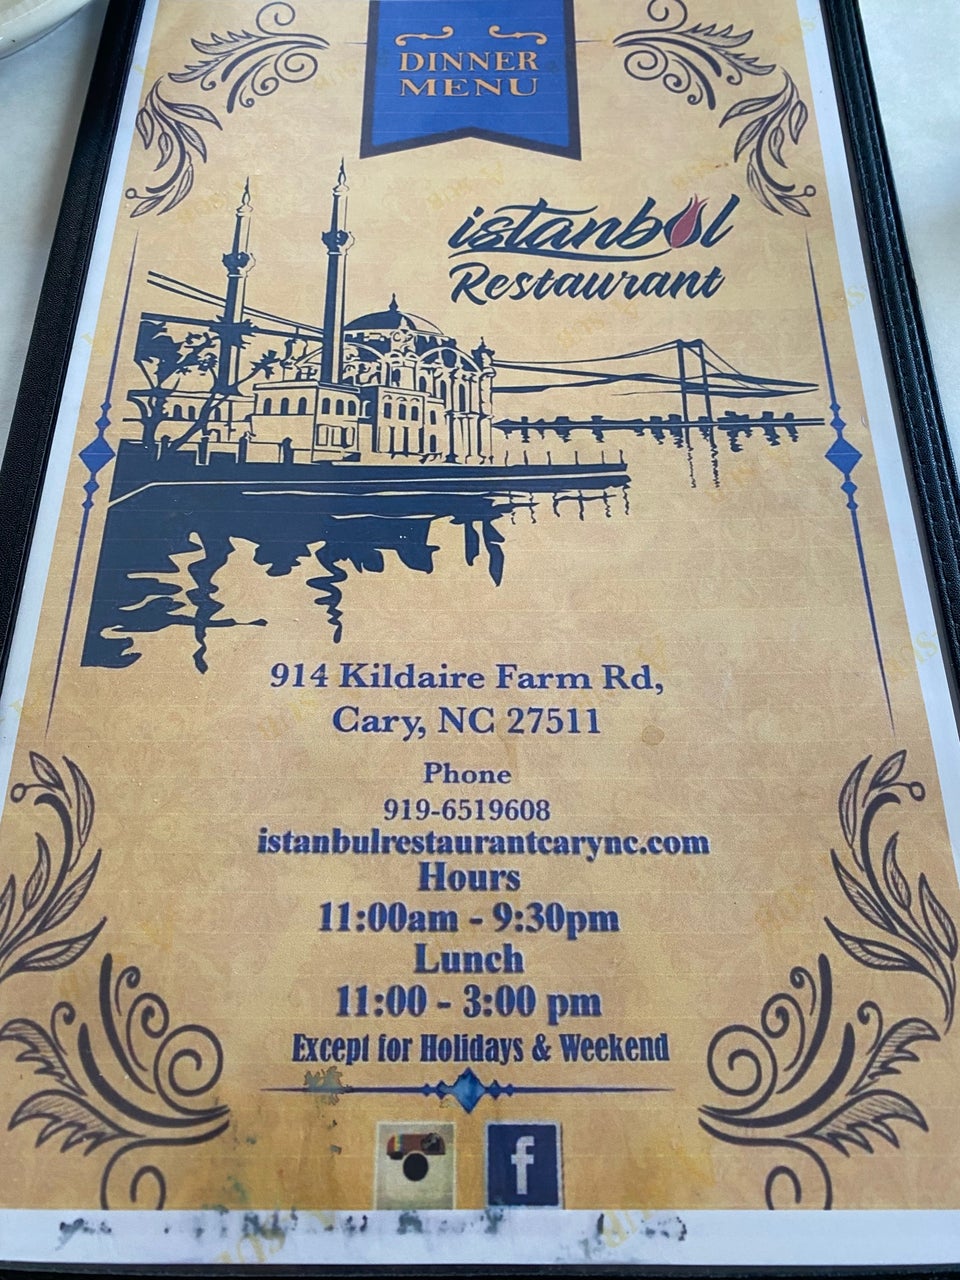 DINNER
MENU
istanbul
Restaurant
914 Kildaire Farm Rd,
Cary, NC 27511
Phone
919-6519608
istanbulrestaurantcarync.com
Hours
11:00am - 9:30pm
Lunch
11:00 - 3:00 pm
Except for Holidays & Weekend
f